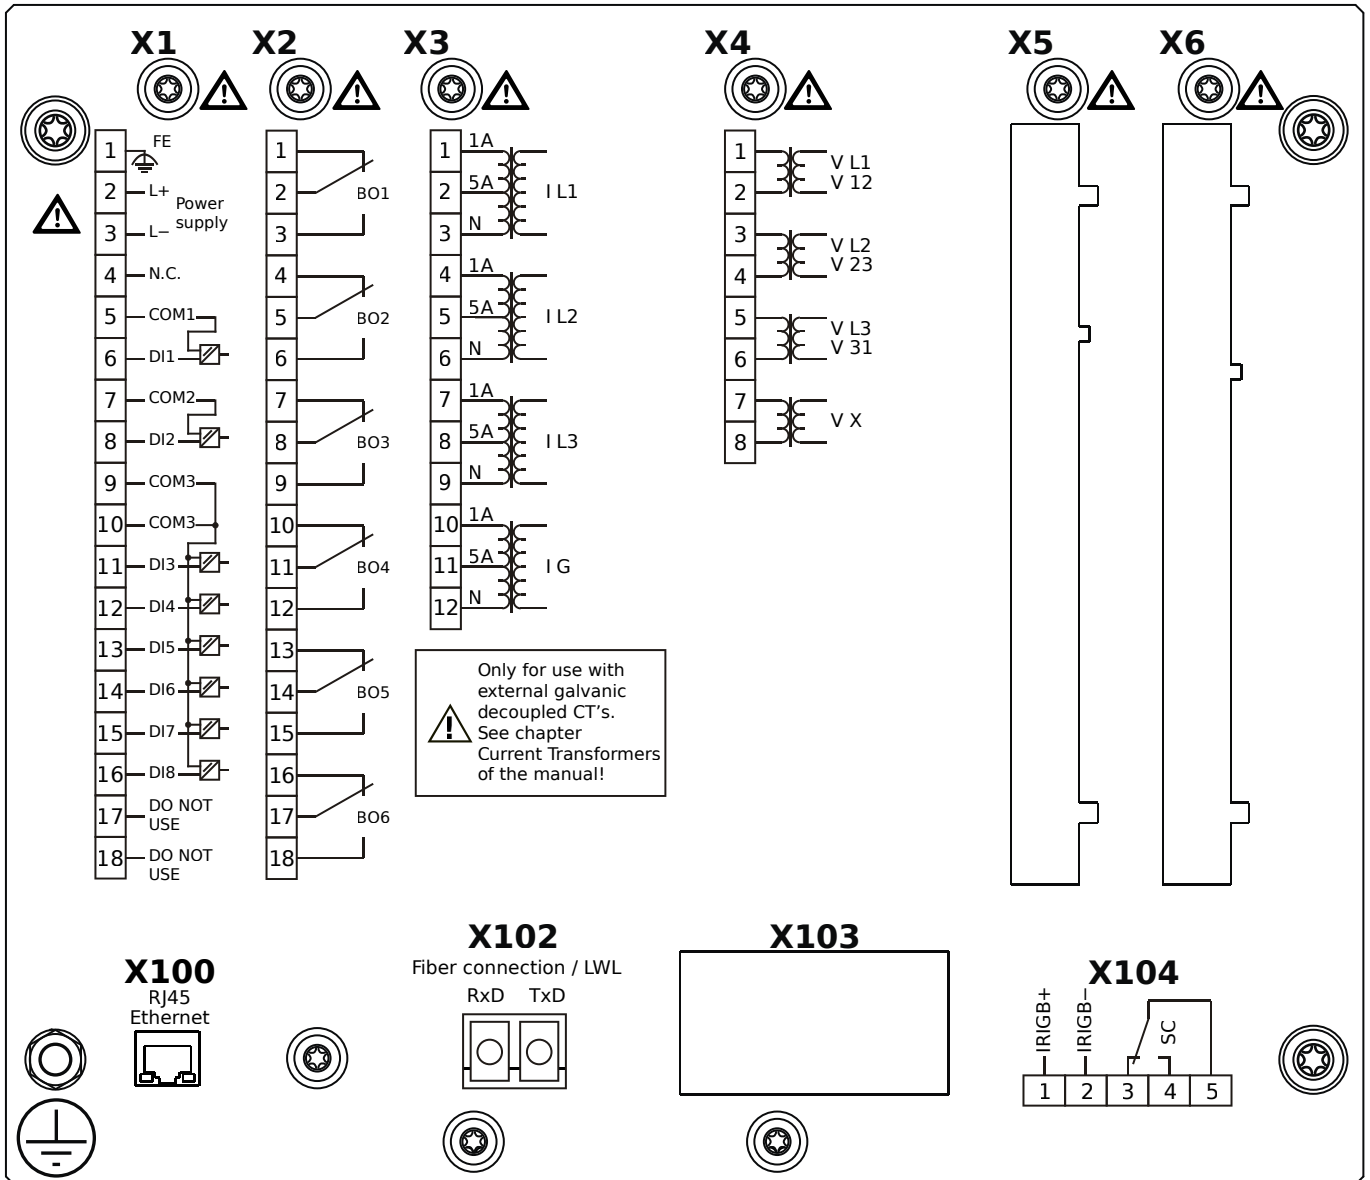 X1
X2
X3
X4
X5
X6
1 FE
2 L+
Power
supply
3 L−
4 N.C.
5 COM1
6 DI1
7 COM2
8 DI2
9 COM3
10 COM3
11 DI3
12 DI4
13 DI5
14 DI6
15 DI7
16 DI8
17 DO NOT
USE
18 DO NOT
USE
1
2 BO1
3
4
5 BO2
6
7
8 BO3
9
10
11 BO4
12
13
14 BO5
15
16
17 BO6
18
1 1A
2 5A I L1
3 N
4 1A
5 5A I L2
6 N
7 1A
8 5A I L3
9 N
10 1A
11 5A I G
12 N
Only for use with
external galvanic
decoupled CT's.
See chapter
Current Transformers
of the manual!
1 V L1
2 V 12
3 V L2
4 V 23
5 V L3
6 V 31
7 V X
8
X100
RJ45
Ethernet
X102
Fiber connection / LWL
RxD TxD
X103
X104
IRIGB+
IRIGB−
SC
1 2 3 4 5